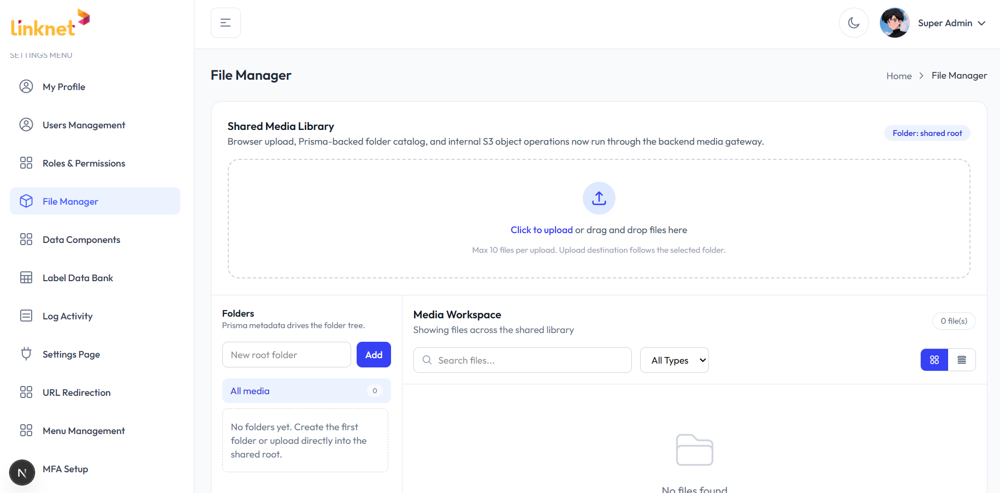 linknet
SETTINGS MENU
My Profile
Users Management
Roles & Permissions
File Manager
Data Components
Label Data Bank
Log Activity
Settings Page
URL Redirection
Menu Management
MFA Setup
N
Super Admin
File Manager
Home > File Manager
Shared Media Library
Browser upload, Prisma-backed folder catalog, and internal S3 object operations now run through the backend media gateway.
Folder: shared root
Click to upload or drag and drop files here
Max 10 files per upload. Upload destination follows the selected folder.
Folders
Prisma metadata drives the folder tree.
New root folder
Add
All media
0
No folders yet. Create the first
folder or upload directly into the
shared root.
Media Workspace
Showing files across the shared library
0 file(s)
Search files...
All Types
No files found